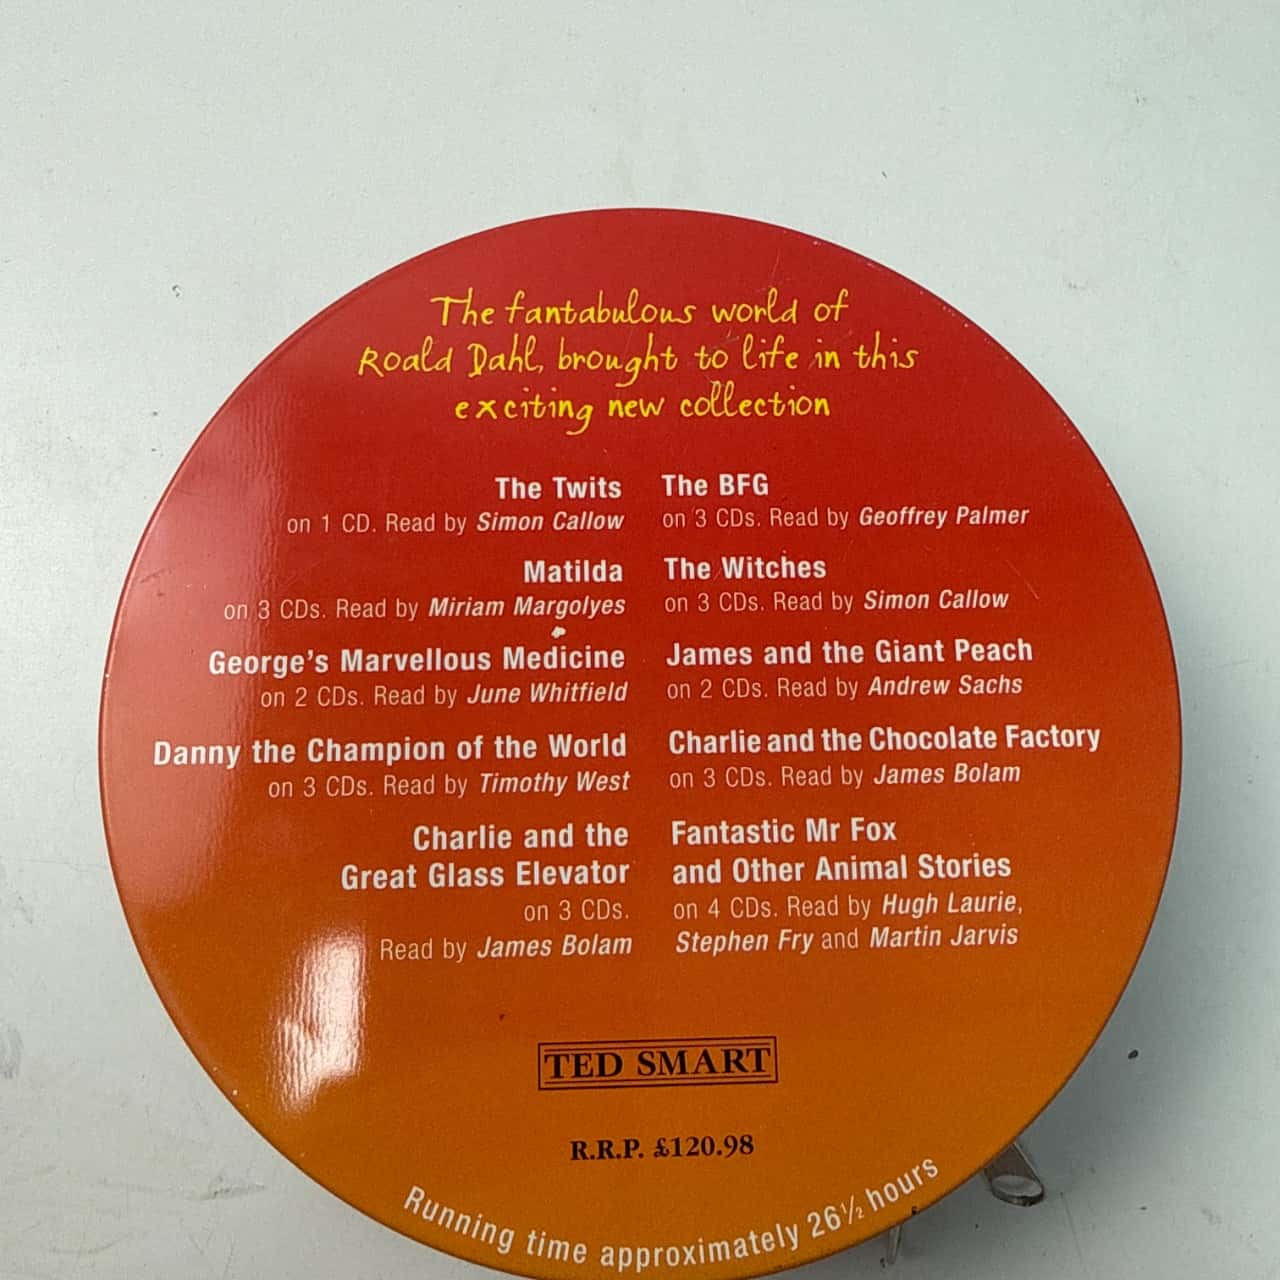 The fantabulous world of
Roald Dahl, brought to life in this
exciting new collection
The Twits
on 1 CD. Read by Simon Callow
Matilda
on 3 CDs. Read by Miriam Margolyes
George's Marvellous Medicine
on 2 CDs. Read by June Whitfield
Danny the Champion of the World
on 3 CDs. Read by Timothy West
Charlie and the
Great Glass Elevator
on 3 CDs.
Read by James Bolam
The BFG
on 3 CDs. Read by Geoffrey Palmer
The Witches
on 3 CDs. Read by Simon Callow
James and the Giant Peach
on 2 CDs. Read by Andrew Sachs
Charlie and the Chocolate Factory
on 3 CDs. Read by James Bolam
Fantastic Mr Fox
and Other Animal Stories
on 4 CDs. Read by Hugh Laurie,
Stephen Fry and Martin Jarvis
TED SMART
R.R.P. £120.98
Running time approximately 26½ hours